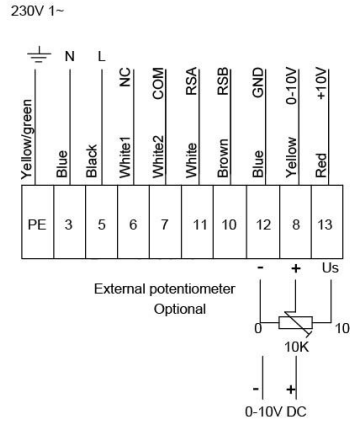 230V 1~
N L
Yellow/green Blue Black White1 NC White2 COM White RSA Brown RSB Blue GND Yellow 0-10V Red +10V
PE 3 5 6 7 11 10 12 8 13
- + Us
External potentiometer
Optional
0 10
10K
- +
0-10V DC